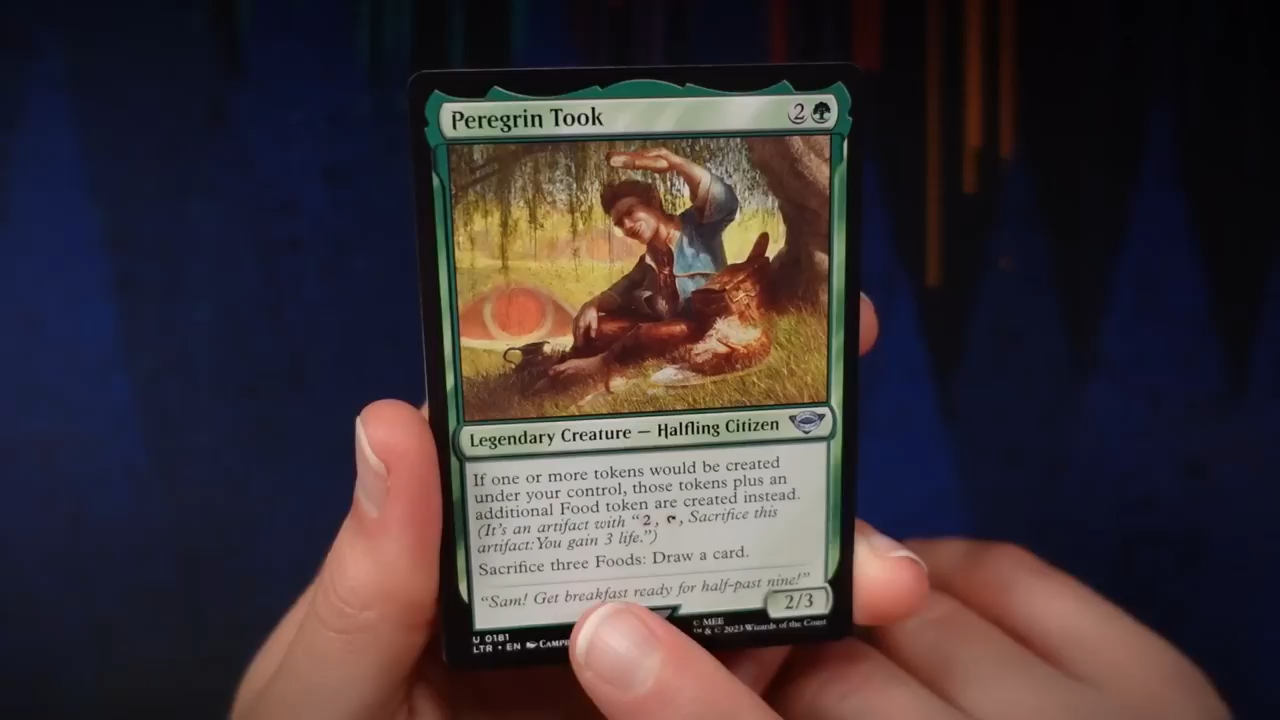 Peregrin Took 2
Legendary Creature — Halfling Citizen
If one or more tokens would be created
under your control, those tokens plus an
additional Food token are created instead.
(It's an artifact with “2, , Sacrifice this
artifact: You gain 3 life.”)
Sacrifice three Foods: Draw a card.
“Sam! Get breakfast ready for half-past nine!”
2/3
U 0181
LTR • EN
© MEE
™ & © 2023 Wizards of the Coast